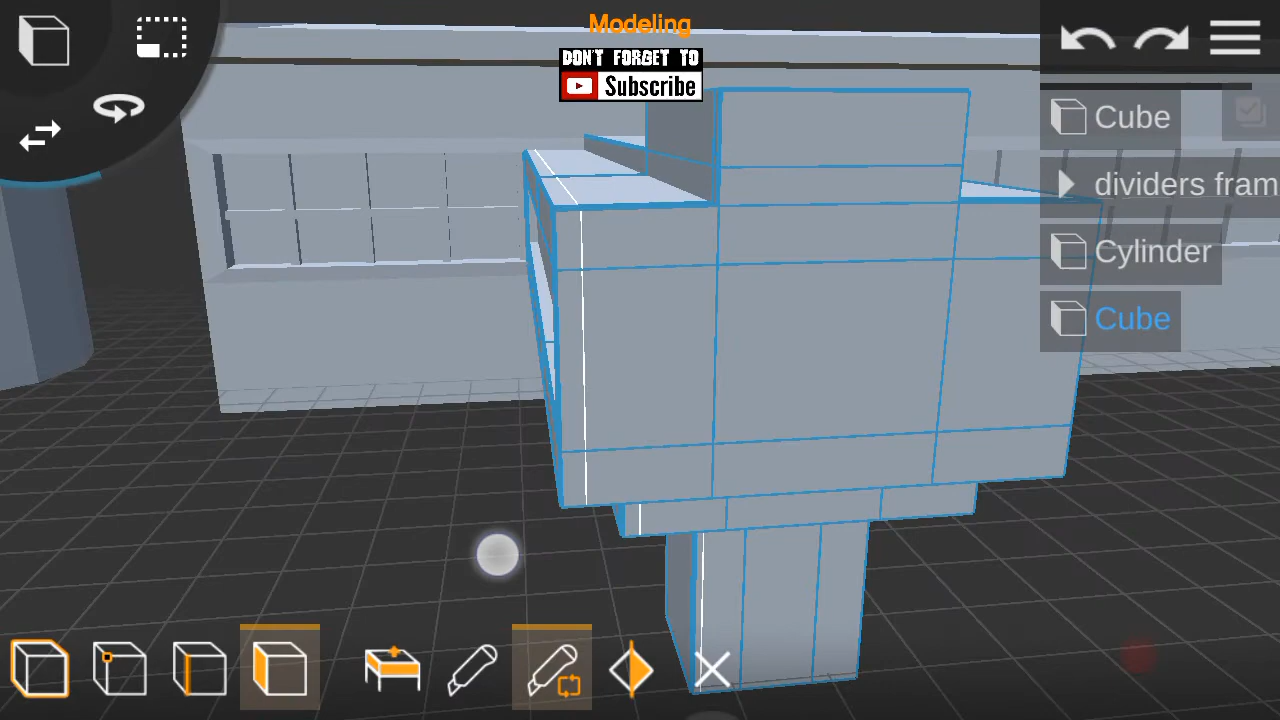 Modeling
DON'T FORGET TO
Subscribe
Cube
dividers fram
Cylinder
Cube